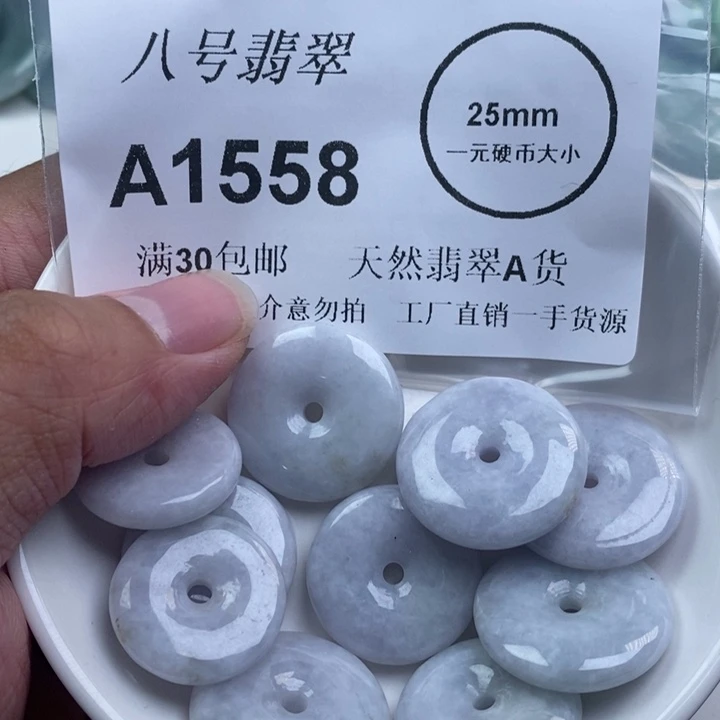 八号翡翠
25mm
一元硬币大小
A1558
满30包邮 天然翡翠A货
介意勿拍 工厂直销一手货源